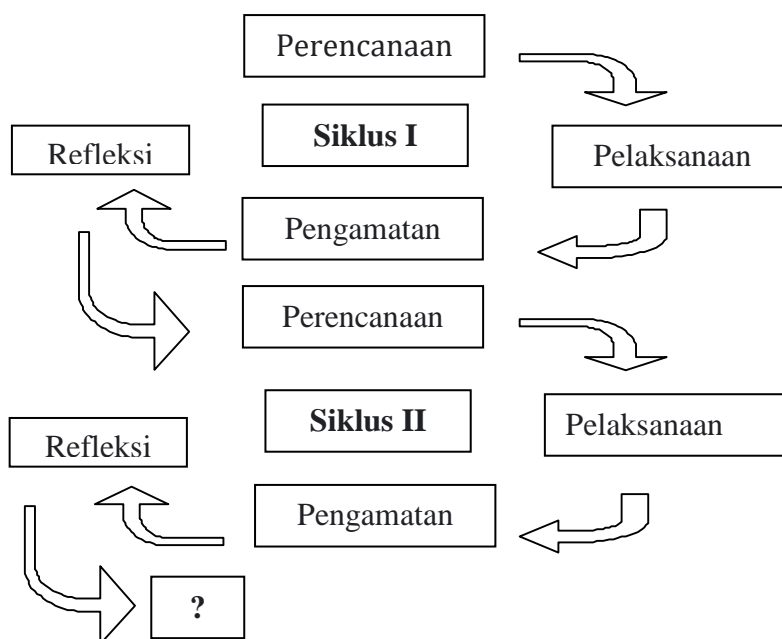 Perencanaan
Siklus I
Refleksi
Pelaksanaan
Pengamatan
Perencanaan
Siklus II
Refleksi
Pelaksanaan
Pengamatan
?